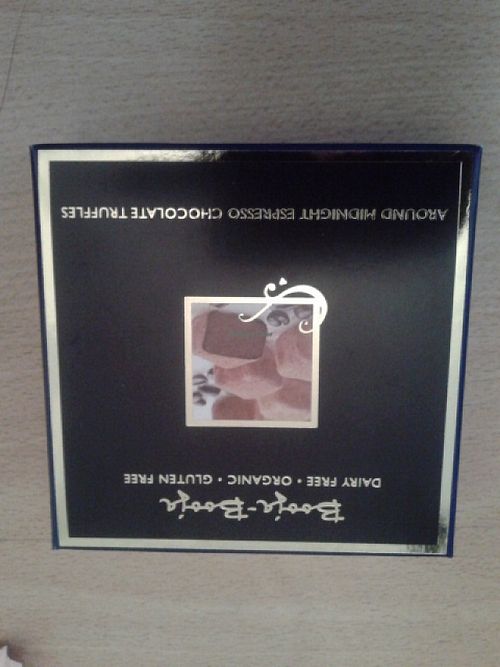 Booja-Booja
DAIRY FREE • ORGANIC • GLUTEN FREE
AROUND MIDNIGHT ESPRESSO CHOCOLATE TRUFFLES